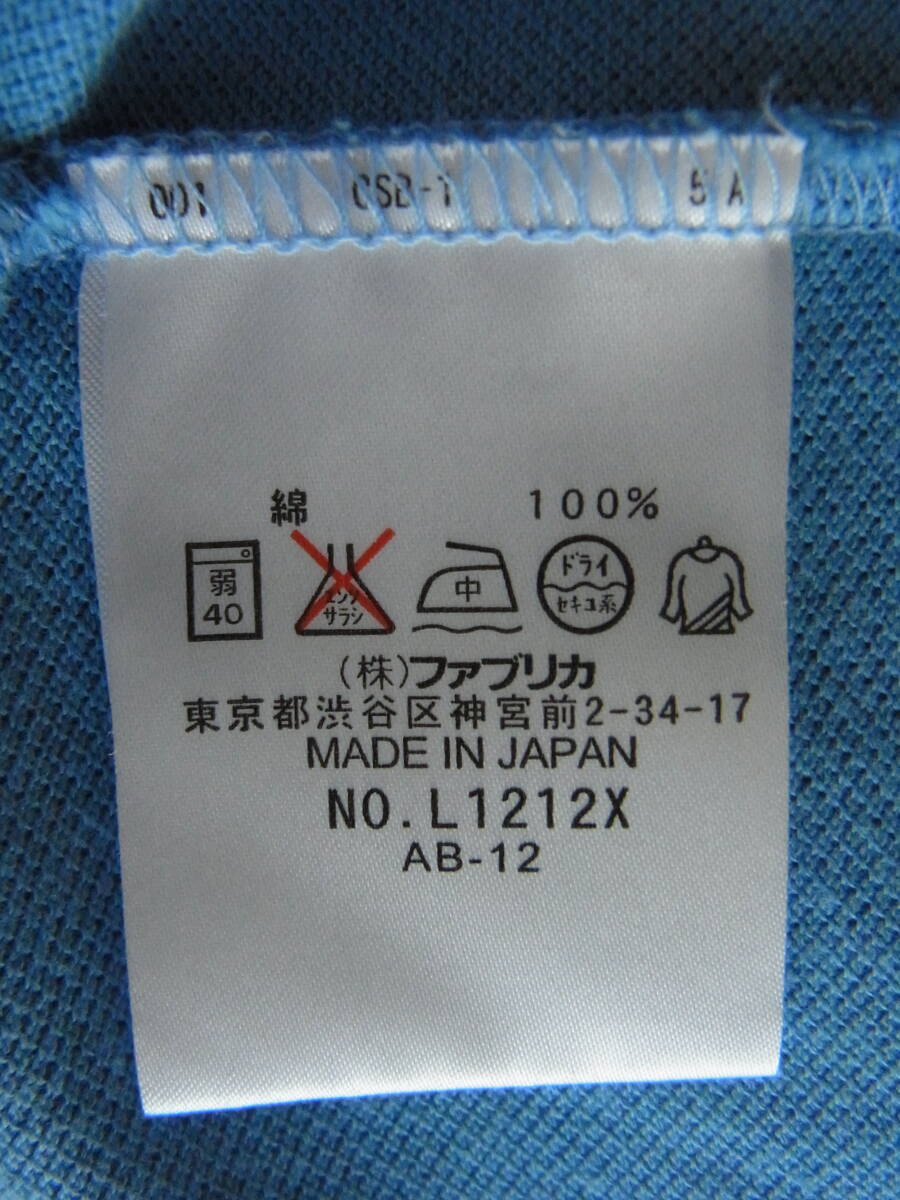 001 CSB-1 5 A
綿 100%
弱 40
エンソ サラシ
中
ドライ セキユ系
(株)ファブリカ
東京都渋谷区神宮前2-34-17
MADE IN JAPAN
NO.L1212X
AB-12